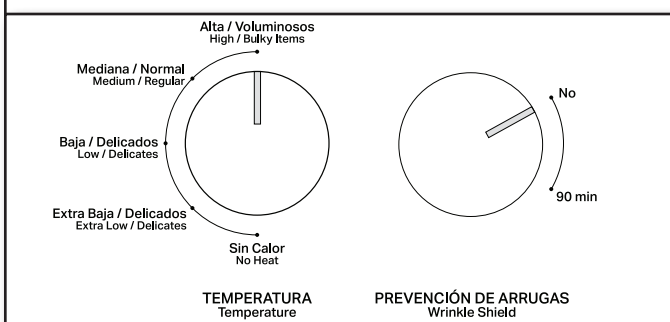 Alta / Voluminosos
High / Bulky Items
Mediana / Normal
Medium / Regular
Baja / Delicados
Low / Delicates
Extra Baja / Delicados
Extra Low / Delicates
Sin Calor
No Heat
TEMPERATURA
Temperature
No
90 min
PREVENCIÓN DE ARRUGAS
Wrinkle Shield